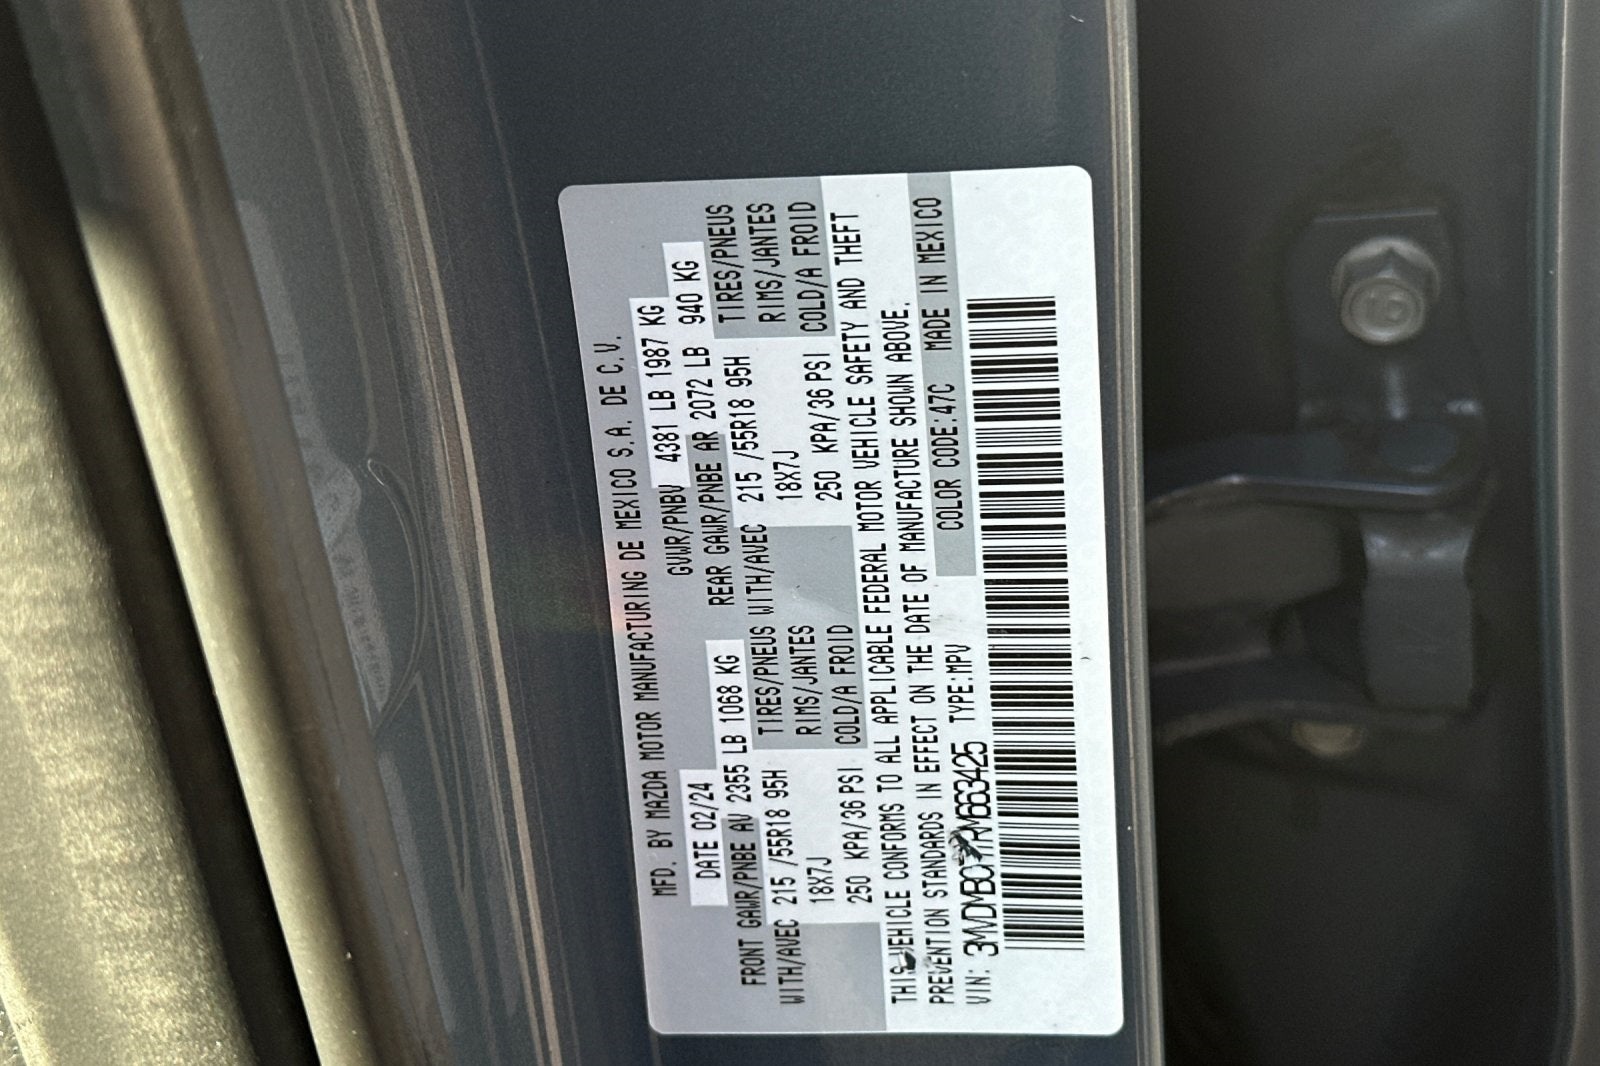 MFD. BY MAZDA MOTOR MANUFACTURING DE MEXICO S.A. DE C.V.
DATE 02/24 GVWR/PNBV 4381 LB 1987 KG
FRONT GAWR/PNBE AV 2355 LB 1068 KG REAR GAWR/PNBE AR 2072 LB 940 KG
WITH/AVEC 215 /55R18 95H TIRES/PNEUS WITH/AVEC 215 /55R18 95H TIRES/PNEUS
18X7J RIMS/JANTES 18X7J RIMS/JANTES
250 KPA/36 PSI COLD/A FROID 250 KPA/36 PSI COLD/A FROID
THIS VEHICLE CONFORMS TO ALL APPLICABLE FEDERAL MOTOR VEHICLE SAFETY AND THEFT
PREVENTION STANDARDS IN EFFECT ON THE DATE OF MANUFACTURE SHOWN ABOVE.
VIN: TYPE:MPV COLOR CODE:47C MADE IN MEXICO